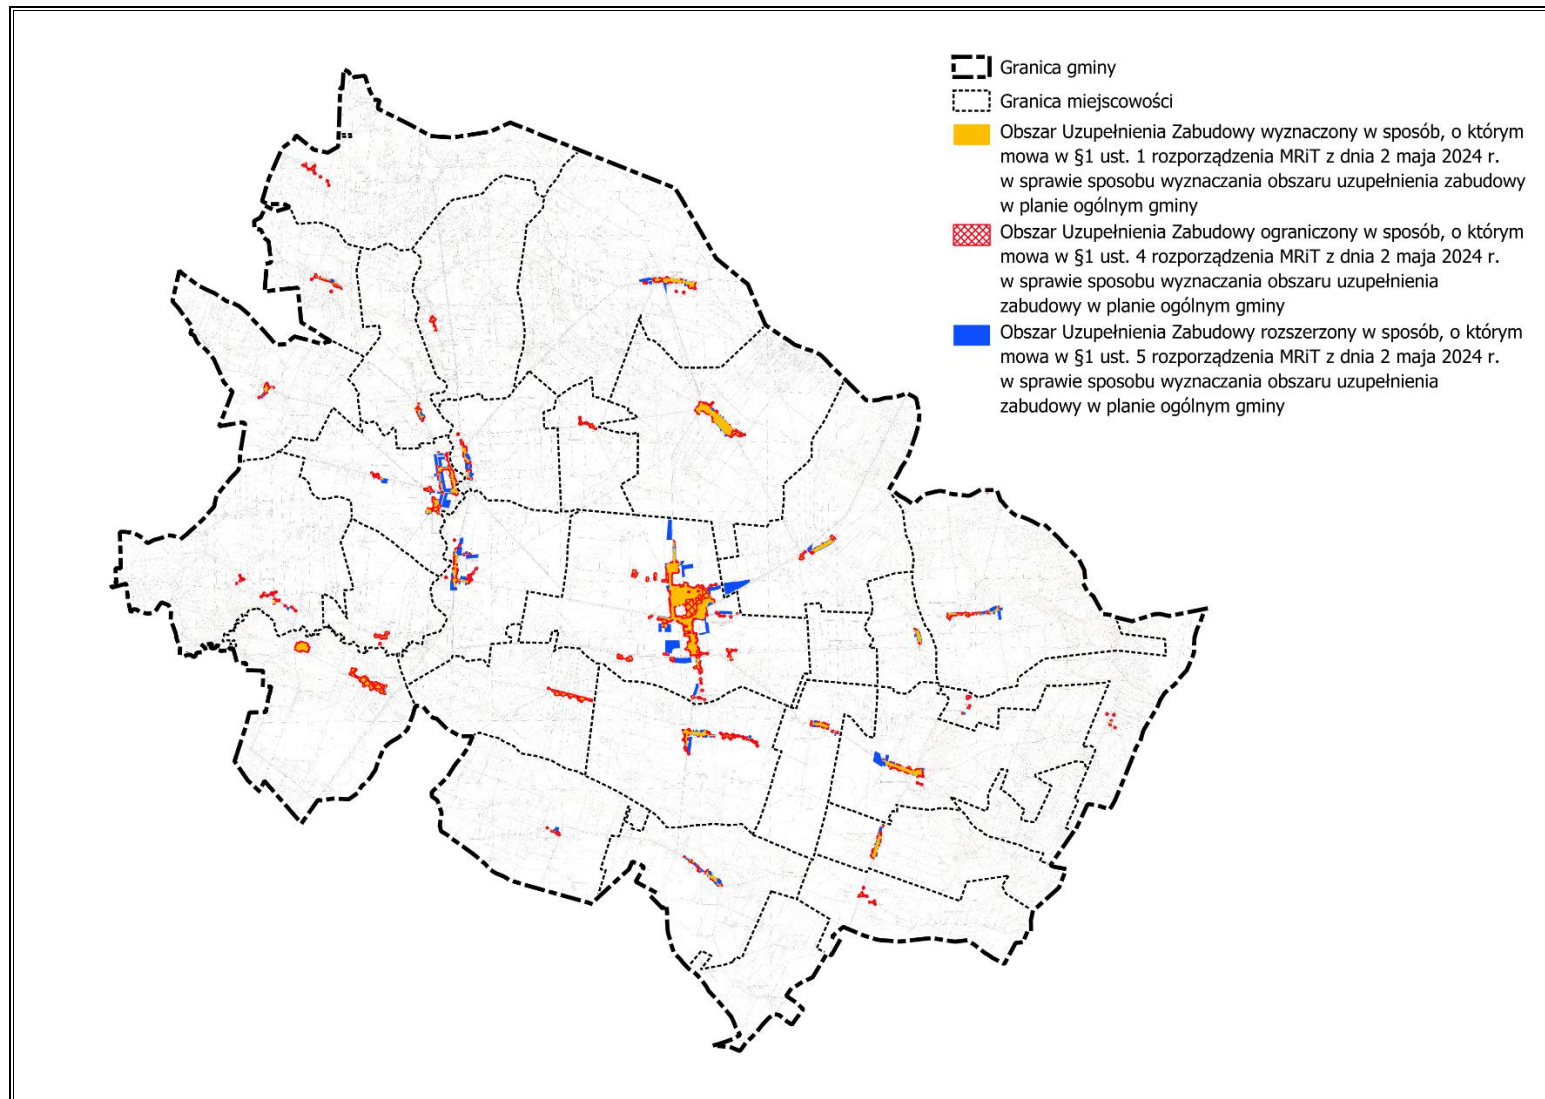 Granica gminy
Granica miejscowości
Obszar Uzupełnienia Zabudowy wyznaczony w sposób, o którym
mowa w §1 ust. 1 rozporządzenia MRiT z dnia 2 maja 2024 r.
w sprawie sposobu wyznaczania obszaru uzupełnienia zabudowy
w planie ogólnym gminy
Obszar Uzupełnienia Zabudowy ograniczony w sposób, o którym
mowa w §1 ust. 4 rozporządzenia MRiT z dnia 2 maja 2024 r.
w sprawie sposobu wyznaczania obszaru uzupełnienia
zabudowy w planie ogólnym gminy
Obszar Uzupełnienia Zabudowy rozszerzony w sposób, o którym
mowa w §1 ust. 5 rozporządzenia MRiT z dnia 2 maja 2024 r.
w sprawie sposobu wyznaczania obszaru uzupełnienia
zabudowy w planie ogólnym gminy